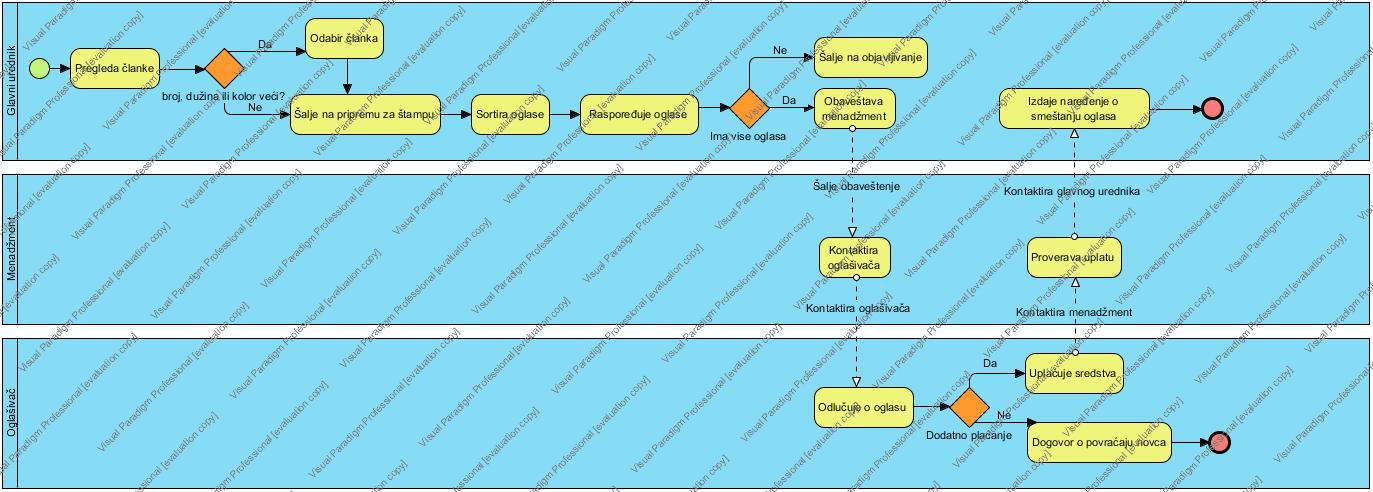 Glavni urednik
Pregleda članke
broj, dužina ili kolor veći?
Da
Ne
Odabir članka
Šalje na pripremu za štampu
Sortira oglase
Raspoređuje oglase
Ima vise oglasa
Ne
Da
Šalje na objavljivanje
Obaveštava
menadžment
Izdaje naređenje o
smeštanju oglasa
Menadžment
Šalje obaveštenje
Kontaktira
oglašivača
Kontaktira oglašivača
Kontaktira glavnog urednika
Proverava uplatu
Kontaktira menadžment
Oglašivač
Odlučuje o oglasu
Dodatno plaćanje
Da
Ne
Uplaćuje sredstva
Dogovor o povraćaju novca
Visual Paradigm Professional [evaluation copy]